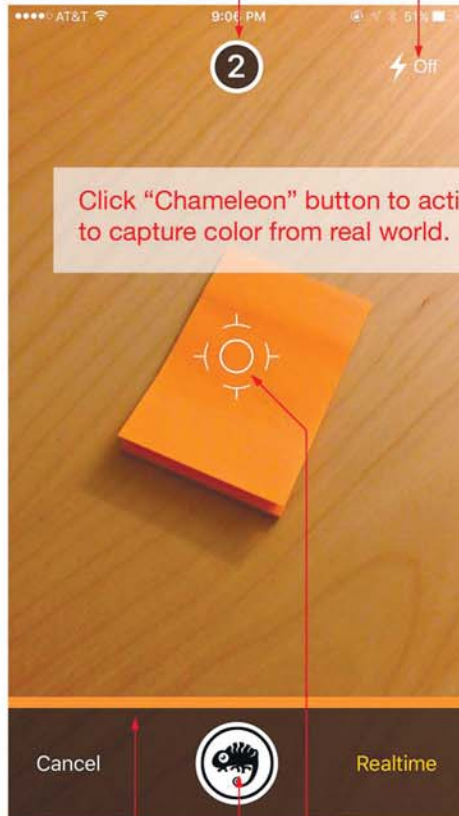 AT&T 9:06 PM 51%
2 Off
Click “Chameleon” button to acti
to capture color from real world.
Cancel Realtime